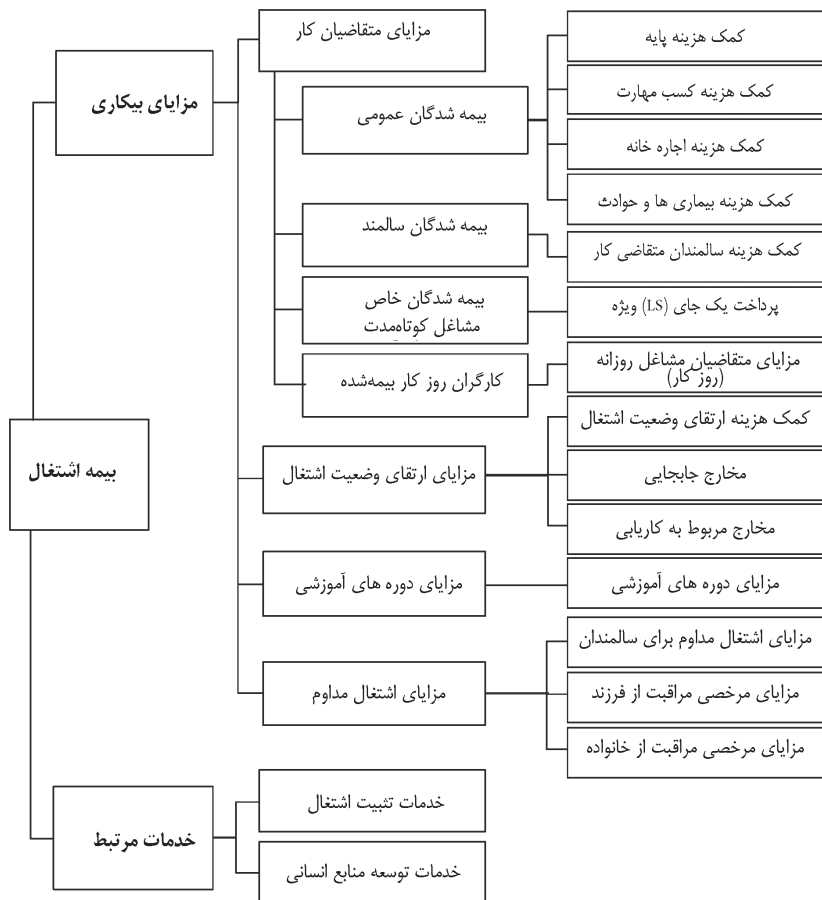 بیمه اشتغال
مزایای بیکاری
مزایای متقاضیان کار
بیمه شدگان عمومی
کمک هزینه پایه
کمک هزینه کسب مهارت
کمک هزینه اجاره خانه
کمک هزینه بیماری ها و حوادث
بیمه شدگان سالمند
کمک هزینه سالمندان متقاضی کار
بیمه شدگان خاص
مشاغل کوتاه‌مدت
پرداخت یک جای (LS) ویژه
کارگران روز کار بیمه‌شده
مزایای متقاضیان مشاغل روزانه
(روز کار)
مزایای ارتقای وضعیت اشتغال
کمک هزینه ارتقای وضعیت اشتغال
مخارج جابجایی
مخارج مربوط به کاریابی
مزایای دوره های آموزشی
مزایای دوره های آموزشی
مزایای اشتغال مداوم
مزایای اشتغال مداوم برای سالمندان
مزایای مرخصی مراقبت از فرزند
مزایای مرخصی مراقبت از خانواده
خدمات مرتبط
خدمات تثبیت اشتغال
خدمات توسعه منابع انسانی